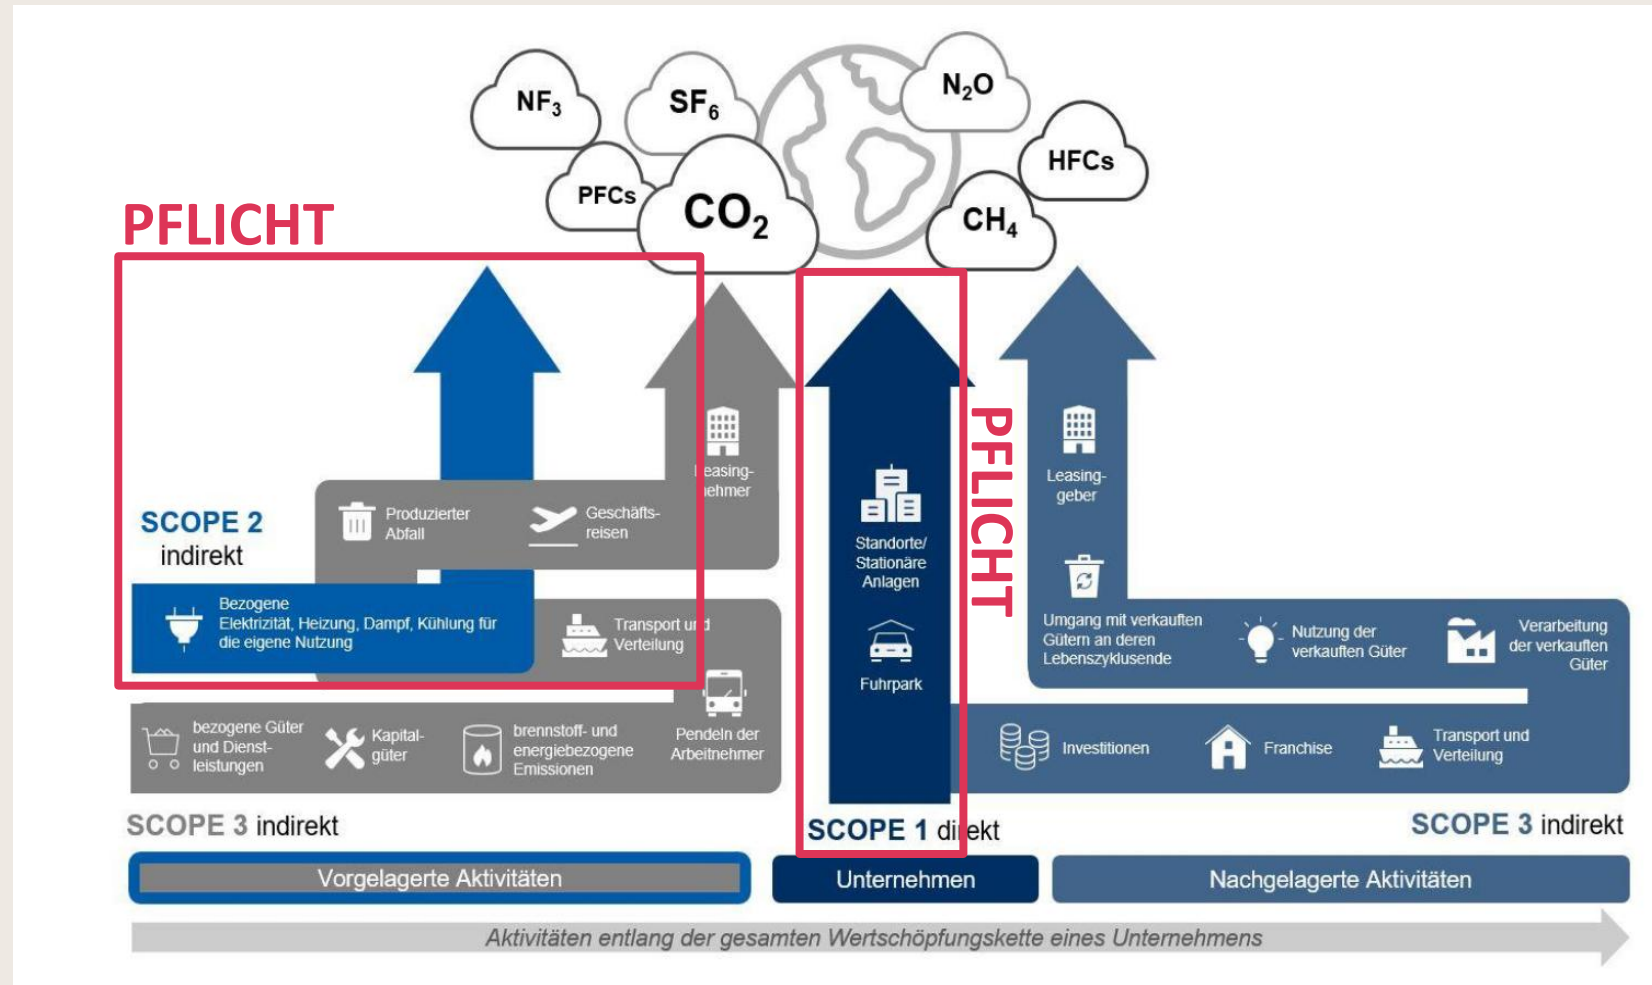 NF₃
SF₆
N₂O
PFCs
CO₂
CH₄
HFCs
PFLICHT
PFLICHT
SCOPE 2
indirekt
Produzierter
Abfall
Geschäfts-
reisen
Leasing-
nehmer
Bezogene
Elektrizität, Heizung, Dampf, Kühlung für
die eigene Nutzung
Transport und
Verteilung
bezogene Güter
und Dienst-
leistungen
Kapital-
güter
brennstoff- und
energiebezogene
Emissionen
Pendeln der
Arbeitnehmer
Standorte/
Stationäre
Anlagen
Fuhrpark
Leasing-
geber
Umgang mit verkauften
Gütern an deren
Lebenszyklusende
Nutzung der
verkauften Güter
Verarbeitung
der verkauften
Güter
Investitionen
Franchise
Transport und
Verteilung
SCOPE 3 indirekt
SCOPE 1 direkt
SCOPE 3 indirekt
Vorgelagerte Aktivitäten
Unternehmen
Nachgelagerte Aktivitäten
Aktivitäten entlang der gesamten Wertschöpfungskette eines Unternehmens